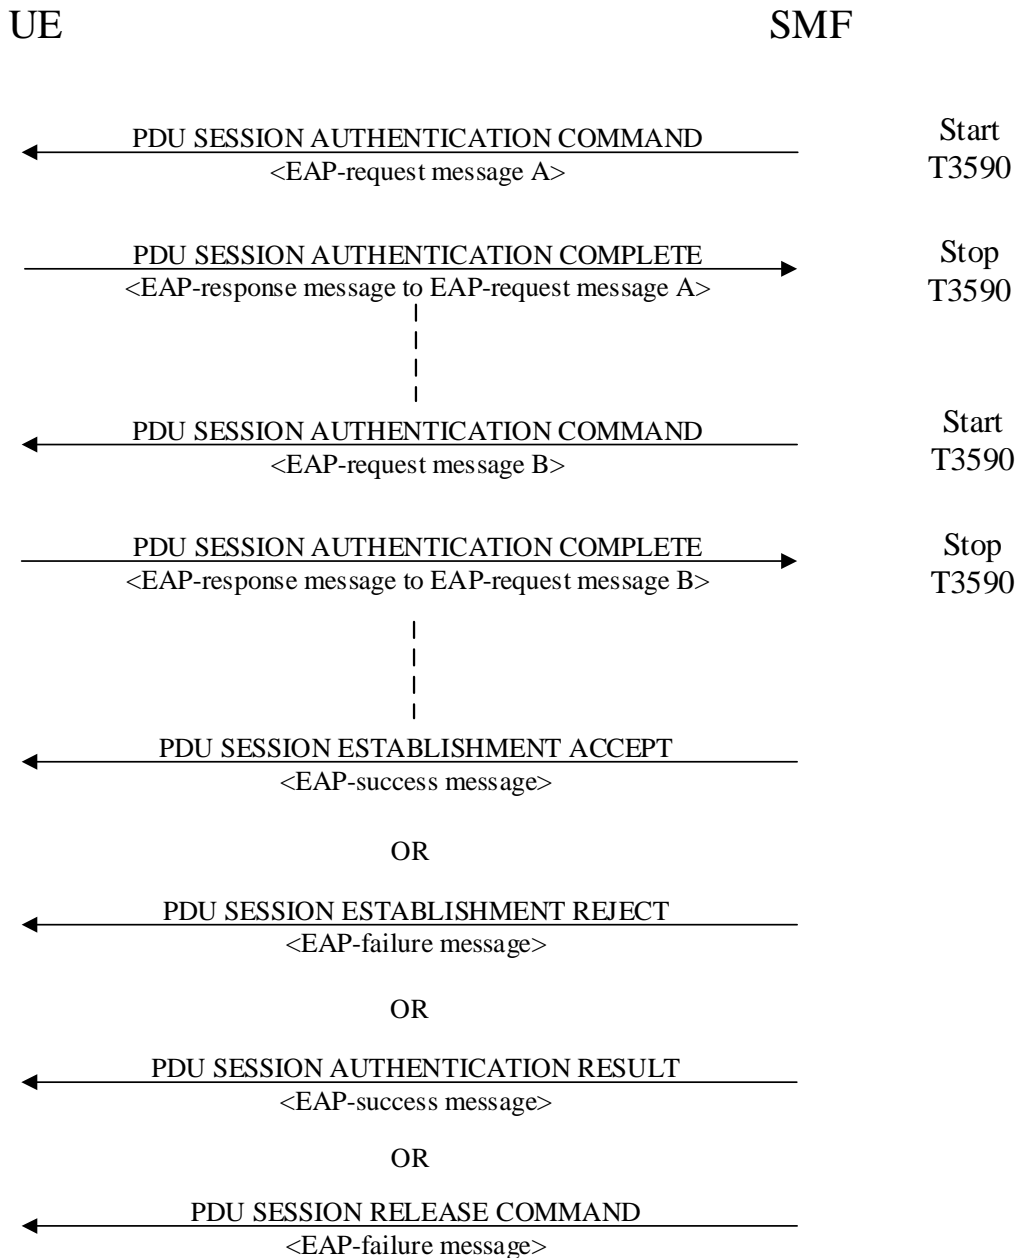 UE SMF
PDU SESSION AUTHENTICATION COMMAND Start
<EAP-request message A> T3590
PDU SESSION AUTHENTICATION COMPLETE Stop
<EAP-response message to EAP-request message A> T3590
PDU SESSION AUTHENTICATION COMMAND Start
<EAP-request message B> T3590
PDU SESSION AUTHENTICATION COMPLETE Stop
<EAP-response message to EAP-request message B> T3590
PDU SESSION ESTABLISHMENT ACCEPT
<EAP-success message>
OR
PDU SESSION ESTABLISHMENT REJECT
<EAP-failure message>
OR
PDU SESSION AUTHENTICATION RESULT
<EAP-success message>
OR
PDU SESSION RELEASE COMMAND
<EAP-failure message>